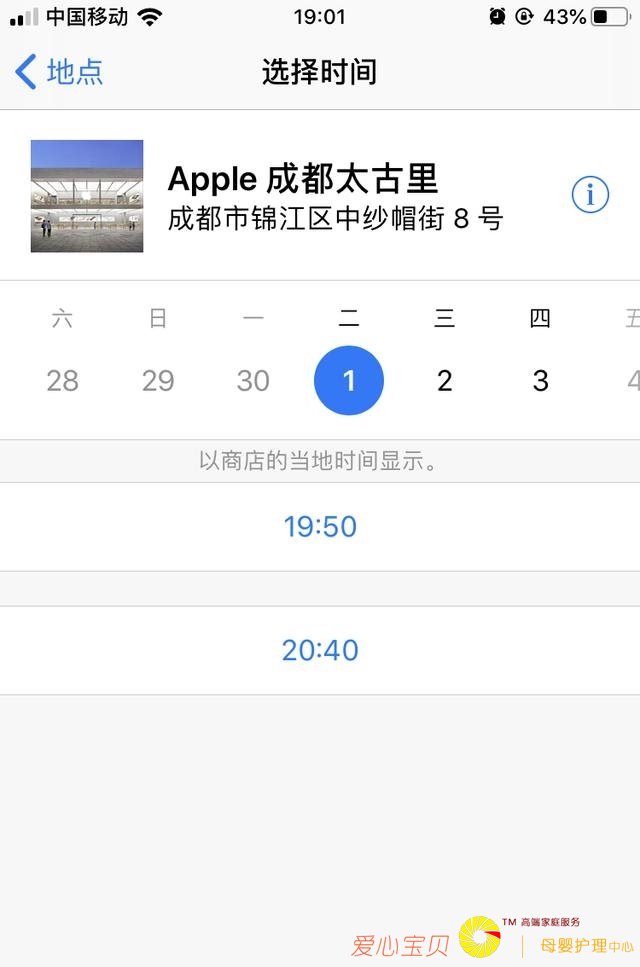 中国移动 19:01 43%
地点 选择时间
Apple 成都太古里
成都市锦江区中纱帽街 8 号
六 日 一 二 三 四 五
28 29 30 1 2 3 4
以商店的当地时间显示。
19:50
20:40
TM 高端家庭服务
爱心宝贝 母婴护理中心